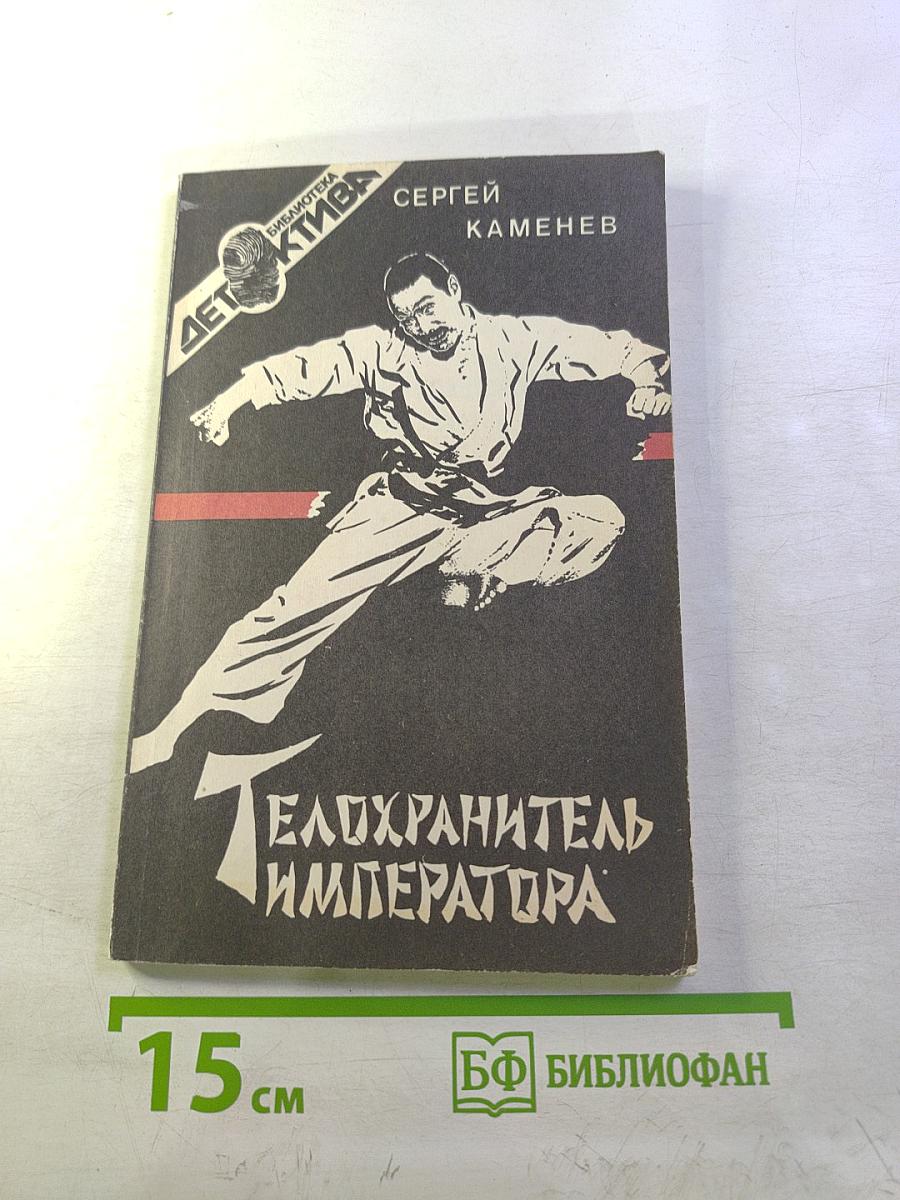 БИБЛИОТЕКА
ДЕТЕКТИВА
СЕРГЕЙ
КАМЕНЕВ
ТЕЛОХРАНИТЕЛЬ
ИМПЕРАТОРА
15 см
БФ БИБЛИОФАН